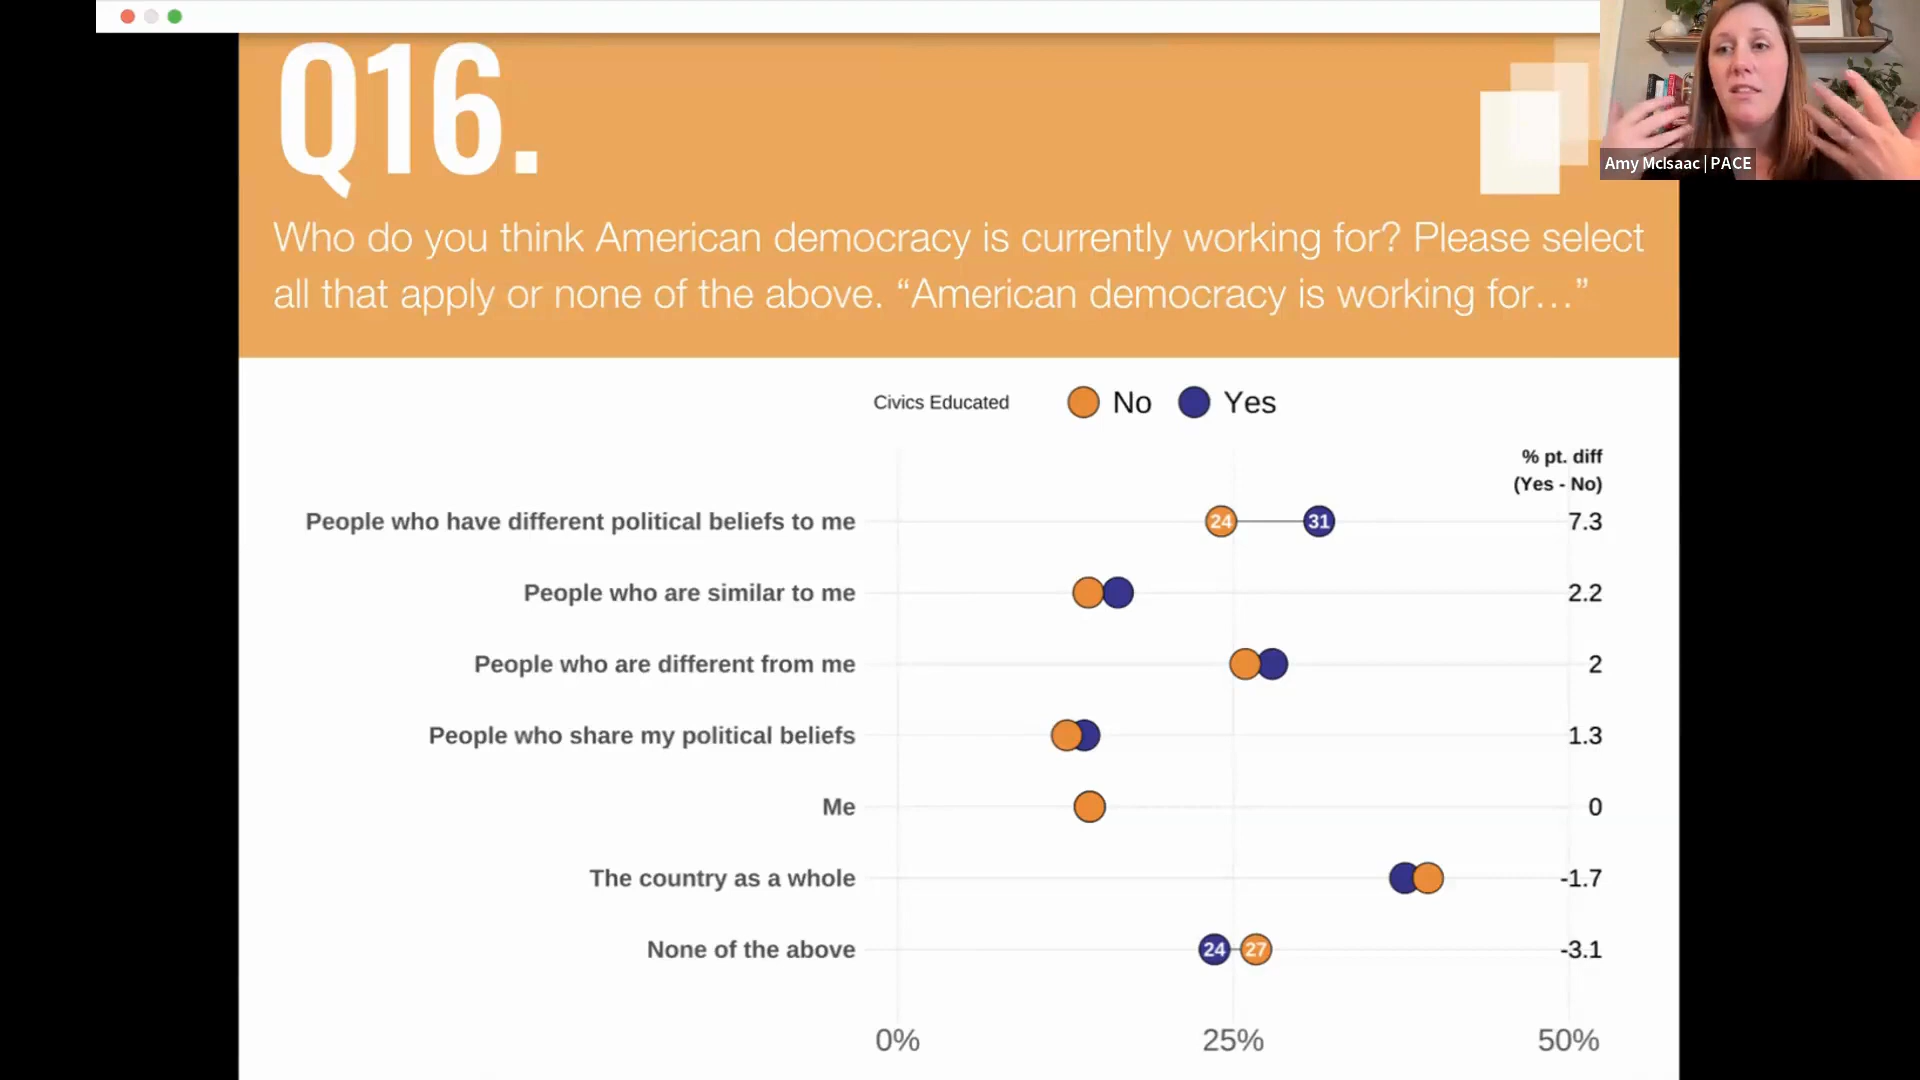 Q16.
Amy McIsaac | PACE
Who do you think American democracy is currently working for? Please select
all that apply or none of the above. “American democracy is working for…”
Civics Educated No Yes
% pt. diff
(Yes - No)
People who have different political beliefs to me 24 31 7.3
People who are similar to me 2.2
People who are different from me 2
People who share my political beliefs 1.3
Me 0
The country as a whole -1.7
None of the above 24 27 -3.1
0% 25% 50%